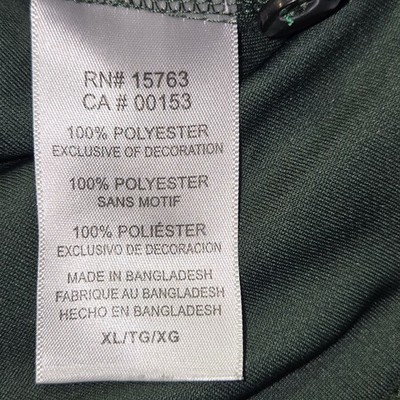 RN# 15763
CA # 00153
100% POLYESTER
EXCLUSIVE OF DECORATION
100% POLYESTER
SANS MOTIF
100% POLIÉSTER
EXCLUSIVO DE DECORACION
MADE IN BANGLADESH
FABRIQUE AU BANGLADESH
HECHO EN BANGLADESH
XL/TG/XG